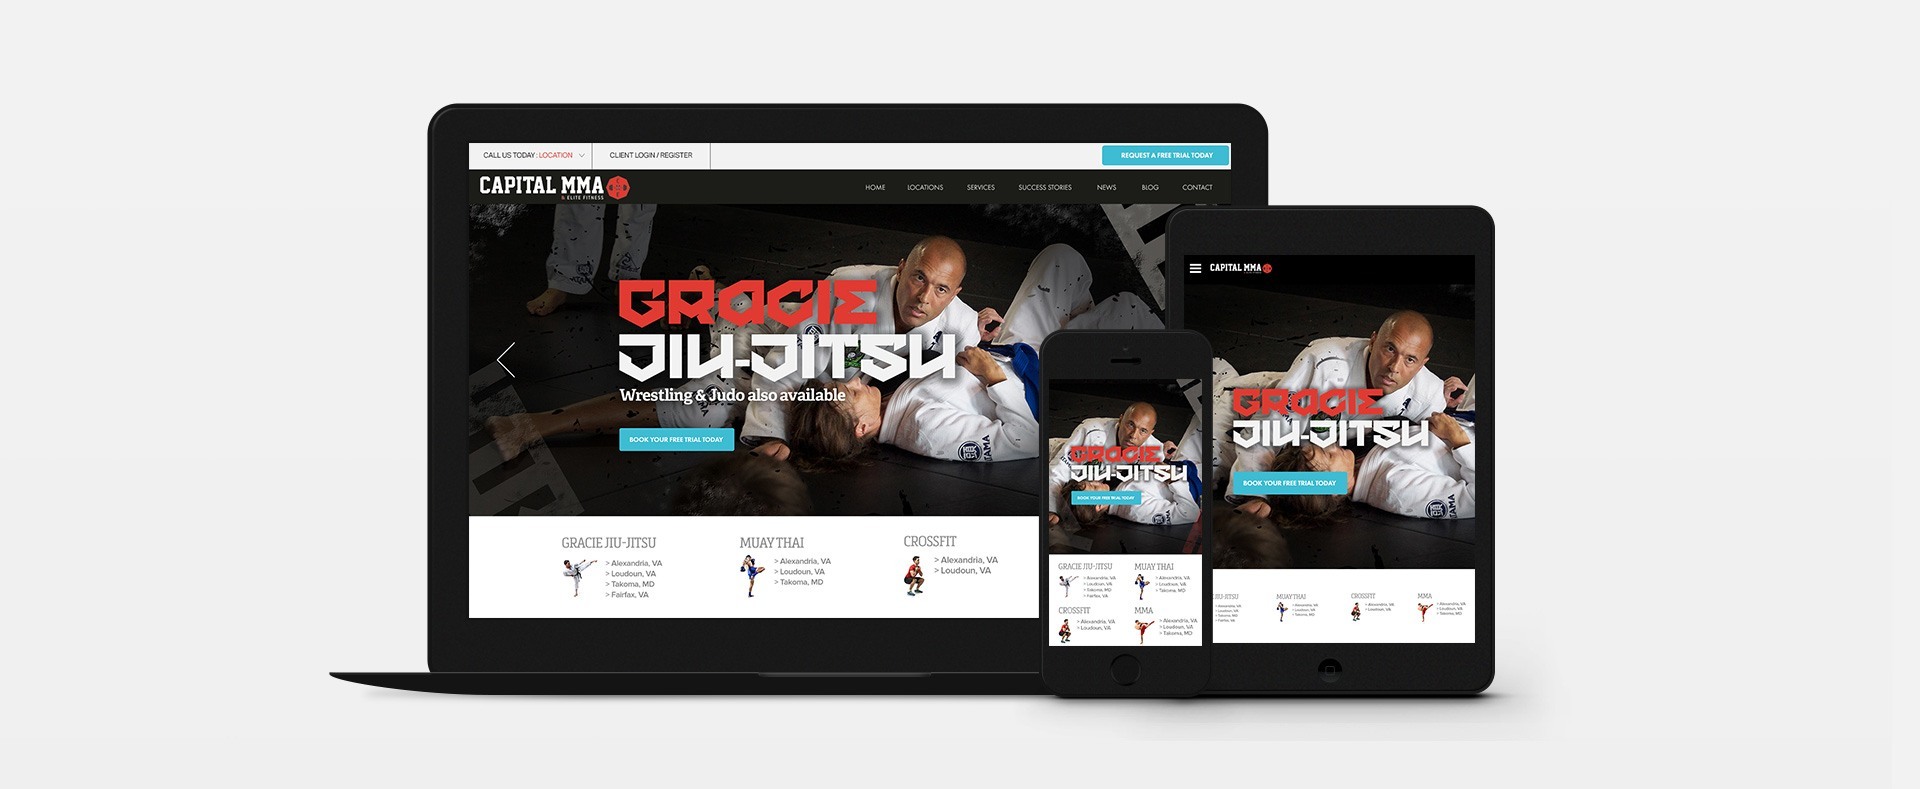 CALL US TODAY: LOCATION
CLIENT LOGIN / REGISTER
REQUEST A FREE TRIAL TODAY
CAPITAL MMA
& ELITE FITNESS
HOME LOCATIONS SERVICES SUCCESS STORIES NEWS BLOG CONTACT
GRACIE
JIU-JITSU
Wrestling & Judo also available
BOOK YOUR FREE TRIAL TODAY
GRACIE JIU-JITSU
> Alexandria, VA
> Loudoun, VA
> Takoma, MD
> Fairfax, VA
MUAY THAI
> Alexandria, VA
> Loudoun, VA
> Takoma, MD
CROSSFIT
> Alexandria, VA
> Loudoun, VA
GRACIE
JIU-JITSU
BOOK YOUR FREE TRIAL TODAY
GRACIE JIU-JITSU
> Alexandria, VA
> Loudoun, VA
> Takoma, MD
> Fairfax, VA
MUAY THAI
> Alexandria, VA
> Loudoun, VA
> Takoma, MD
CROSSFIT
> Alexandria, VA
> Loudoun, VA
MMA
> Alexandria, VA
> Loudoun, VA
> Takoma, MD
CAPITAL MMA
GRACIE
JIU-JITSU
BOOK YOUR FREE TRIAL TODAY
JIU-JITSU
> Alexandria, VA
> Loudoun, VA
> Takoma, MD
> Fairfax, VA
MUAY THAI
> Alexandria, VA
> Loudoun, VA
> Takoma, MD
CROSSFIT
> Alexandria, VA
> Loudoun, VA
MMA
> Alexandria, VA
> Loudoun, VA
> Takoma, MD